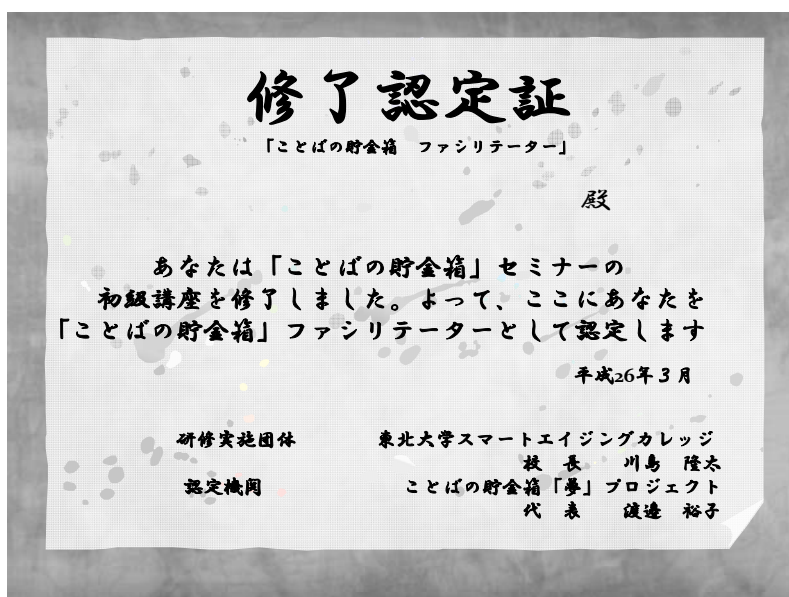 修了認定証
「ことばの貯金箱　ファシリテーター」
殿
あなたは「ことばの貯金箱」セミナーの
初級講座を修了しました。よって、ここにあなたを
「ことばの貯金箱」ファシリテーターとして認定します
平成26年３月
研修実施団体　東北大学スマートエイジングカレッジ
校　長　　川島　隆太
認定機関　ことばの貯金箱「夢」プロジェクト
代　表　　渡邉　裕子